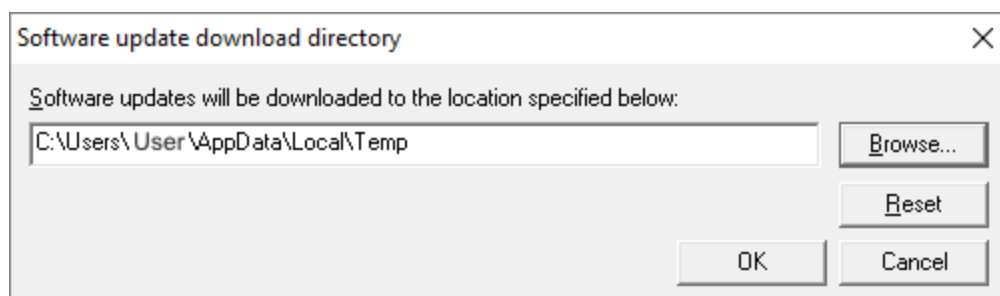 Software update download directory
Software updates will be downloaded to the location specified below:
C:\Users\ User \AppData\Local\Temp
Browse...
Reset
OK Cancel